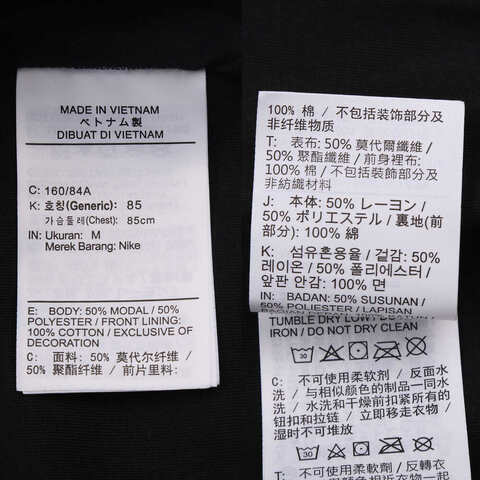 MADE IN VIETNAM
ベトナム製
DIBUAT DI VIETNAM
C: 160/84A
K: 호칭(Generic): 85
가슴둘레(Chest): 85cm
IN: Ukuran: M
Merek Barang: Nike
E: BODY: 50% MODAL / 50%
POLYESTER / FRONT LINING:
100% COTTON / EXCLUSIVE OF
DECORATION
C: 面料: 50% 莫代尔纤维 /
50% 聚酯纤维 / 前片里料:
100% 棉 / 不包括装饰部分及
非纤维物质
T: 表布: 50% 莫代爾纖維 /
50% 聚酯纖維 / 前身裡布:
100% 棉 / 不包括裝飾部分及
非紡織材料
J: 本体: 50% レーヨン /
50% ポリエステル / 裏地(前
部分): 100% 綿
K: 섬유혼용율 / 겉감: 50%
레이온 / 50% 폴리에스터 /
앞판 안감: 100% 면
IN: BADAN: 50% SUSUNAN /
50% POLIESTER / LAPISAN
TUMBLE DRY LOW
IRON / DO NOT DRY CLEAN
30
C: 不可使用柔软剂 / 反面水
洗 / 与相似颜色的制品一同水
洗 / 水洗和干燥前扣紧所有的
钮扣和拉链 / 立即移走衣物 /
湿时不可堆放
30
T: 不可使用柔軟劑 / 反轉衣